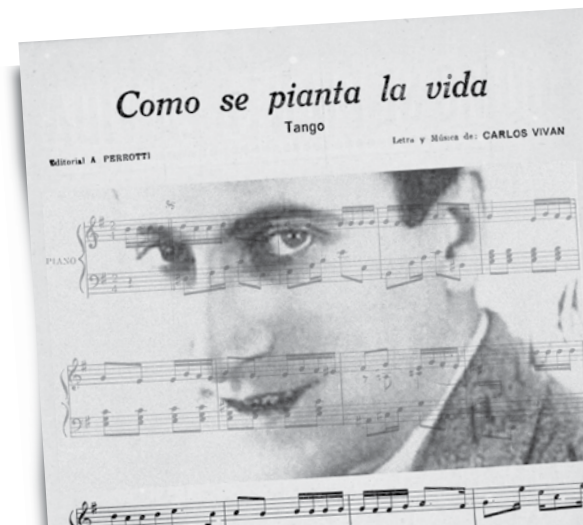 Como se pianta la vida
Tango
Editorial A PERROTTI
Letra y Música de: CARLOS VIVAN
PIANO